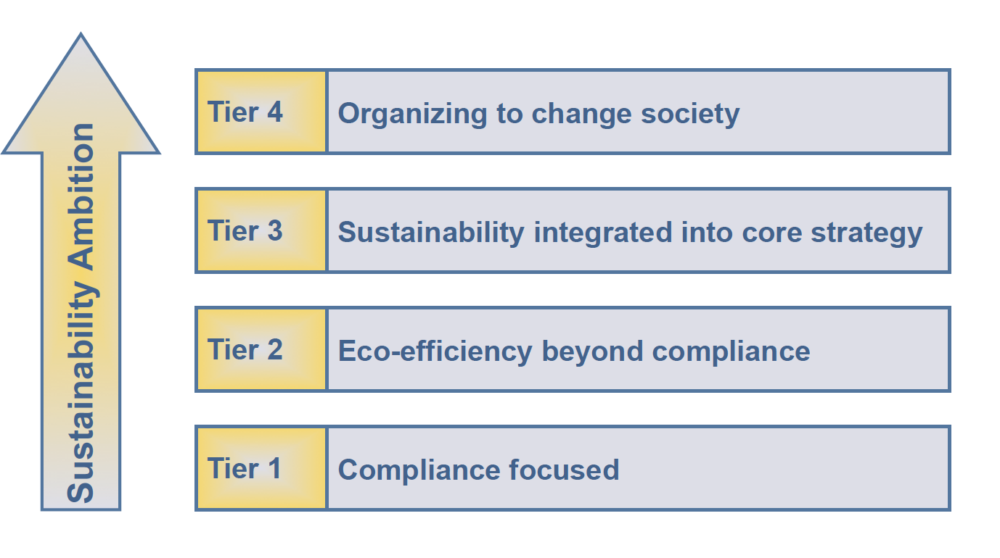 Sustainability Ambition
Tier 4
Organizing to change society
Tier 3
Sustainability integrated into core strategy
Tier 2
Eco-efficiency beyond compliance
Tier 1
Compliance focused